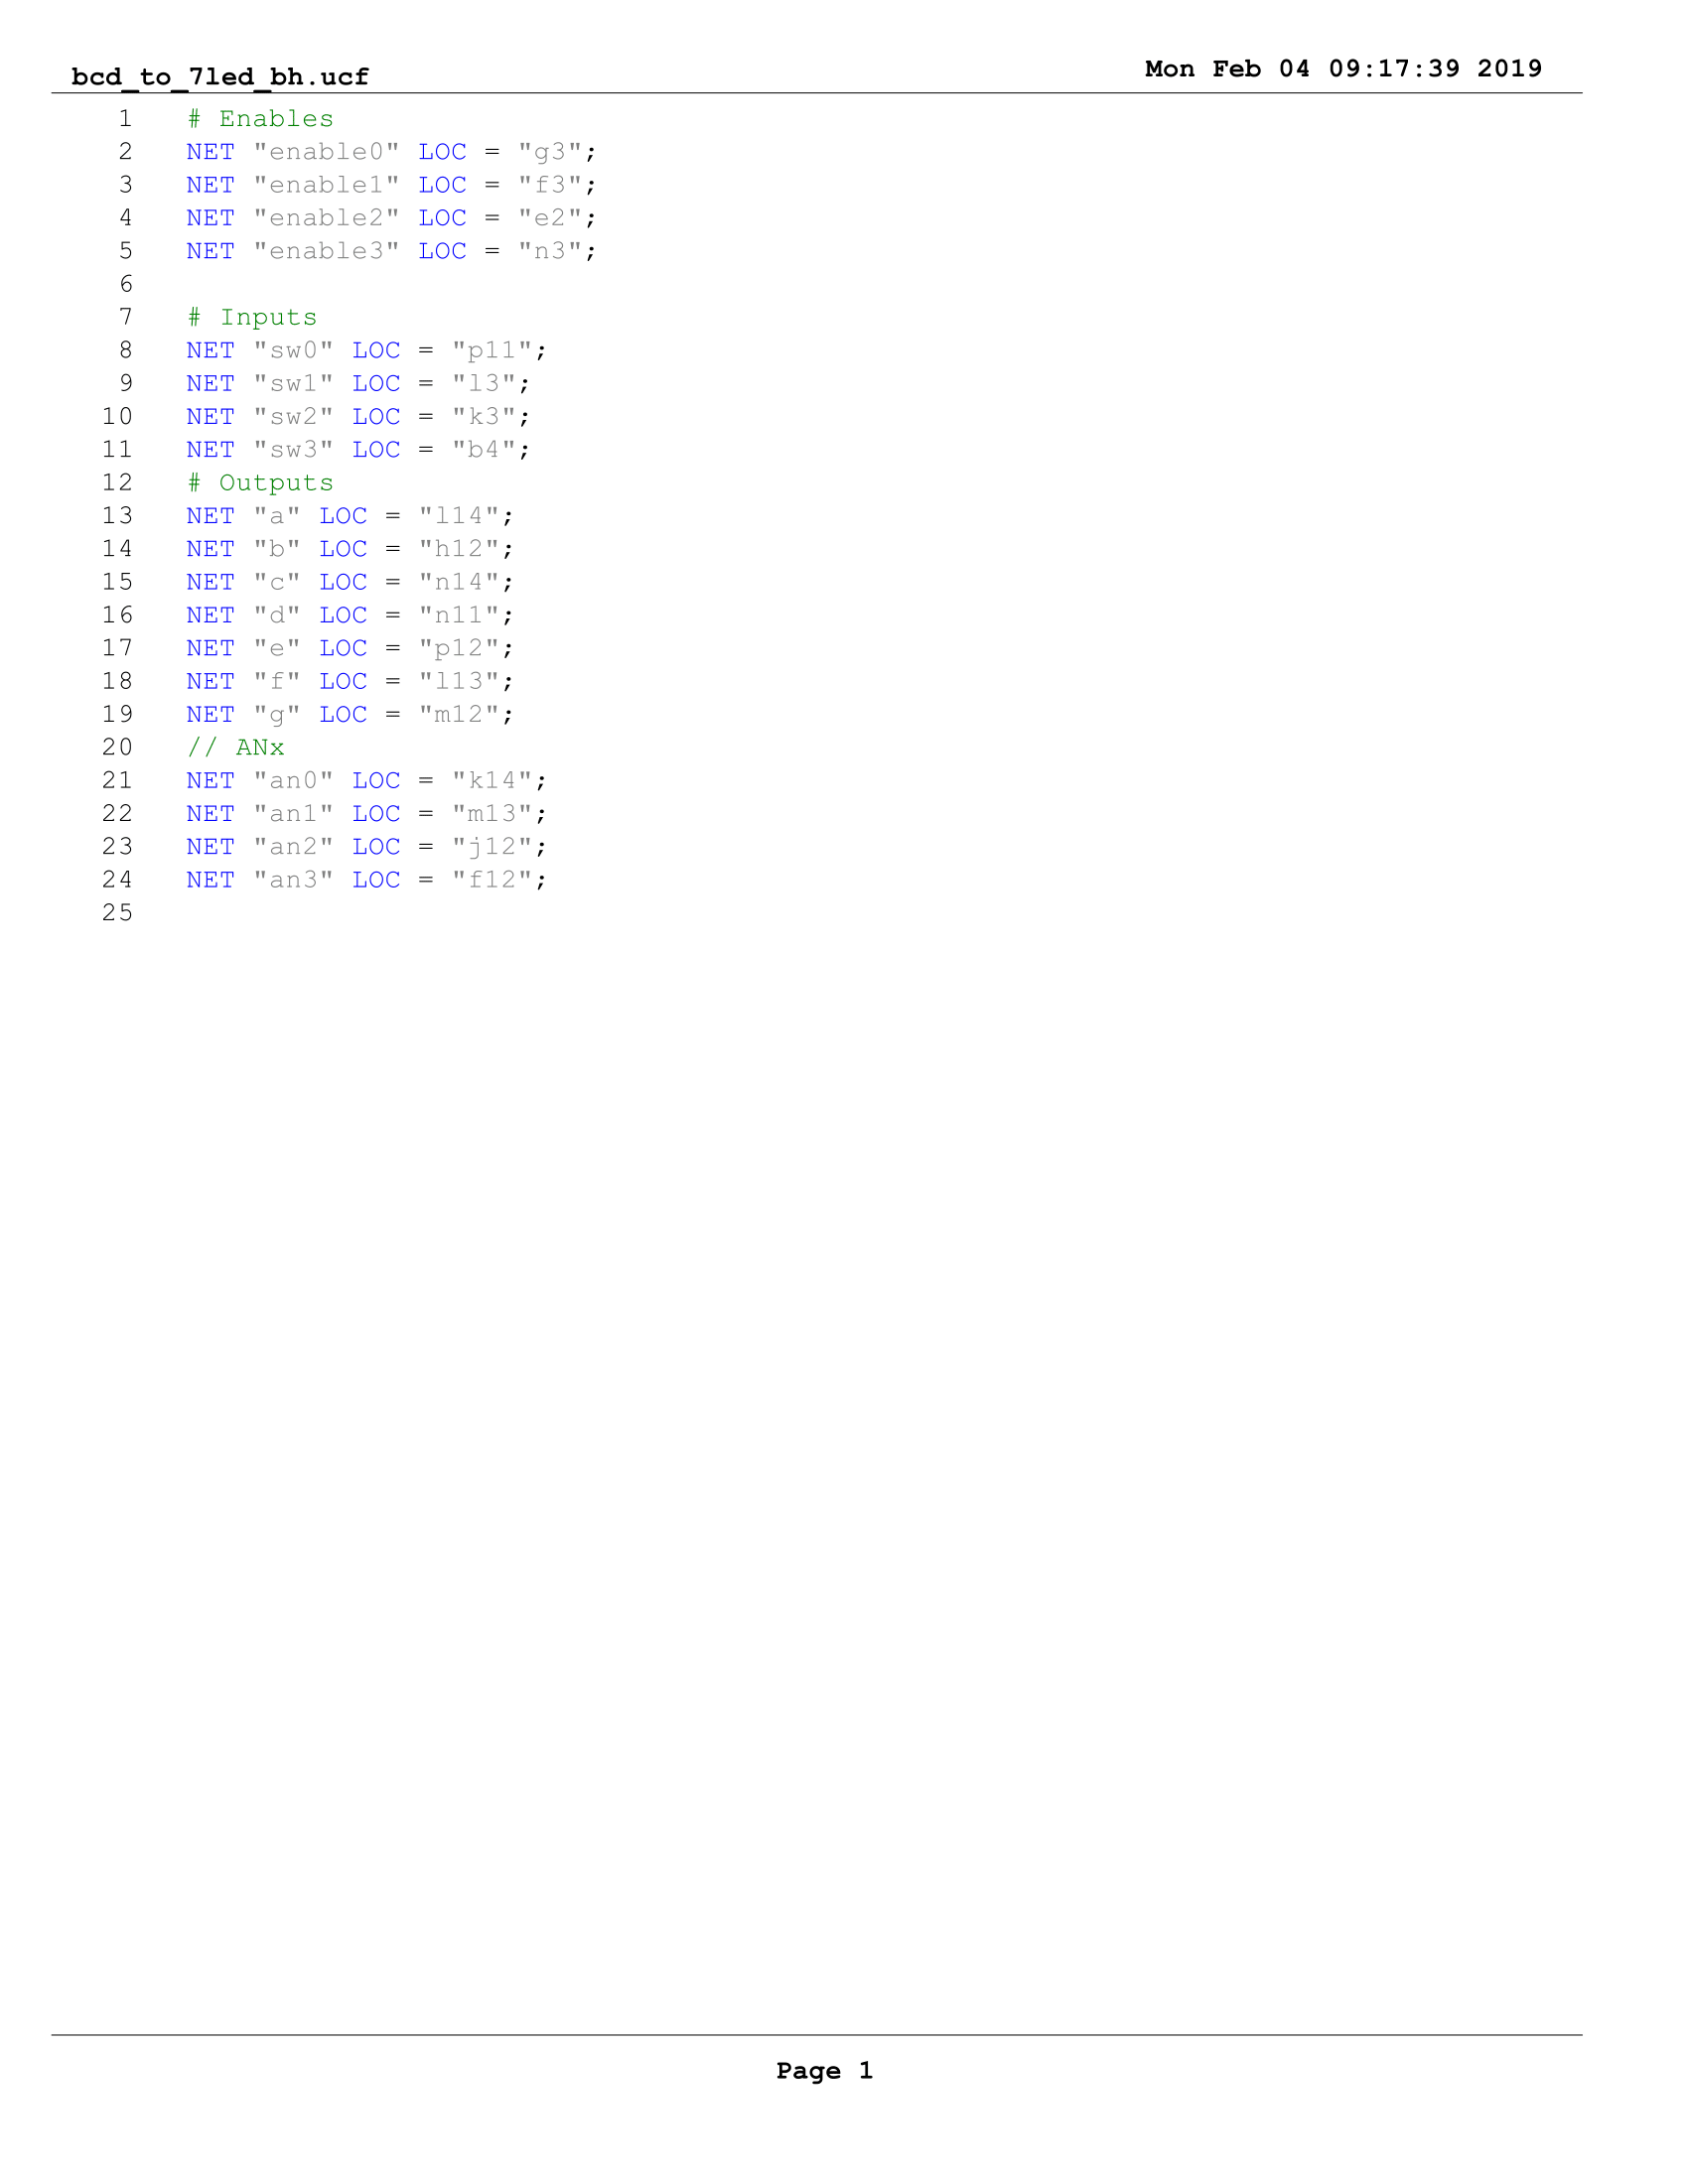 bcd_to_7led_bh.ucf Mon Feb 04 09:17:39 2019
1 # Enables
2 NET "enable0" LOC = "g3";
3 NET "enable1" LOC = "f3";
4 NET "enable2" LOC = "e2";
5 NET "enable3" LOC = "n3";
6
7 # Inputs
8 NET "sw0" LOC = "p11";
9 NET "sw1" LOC = "l3";
10 NET "sw2" LOC = "k3";
11 NET "sw3" LOC = "b4";
12 # Outputs
13 NET "a" LOC = "l14";
14 NET "b" LOC = "h12";
15 NET "c" LOC = "n14";
16 NET "d" LOC = "n11";
17 NET "e" LOC = "p12";
18 NET "f" LOC = "l13";
19 NET "g" LOC = "m12";
20 // ANx
21 NET "an0" LOC = "k14";
22 NET "an1" LOC = "m13";
23 NET "an2" LOC = "j12";
24 NET "an3" LOC = "f12";
25
Page 1